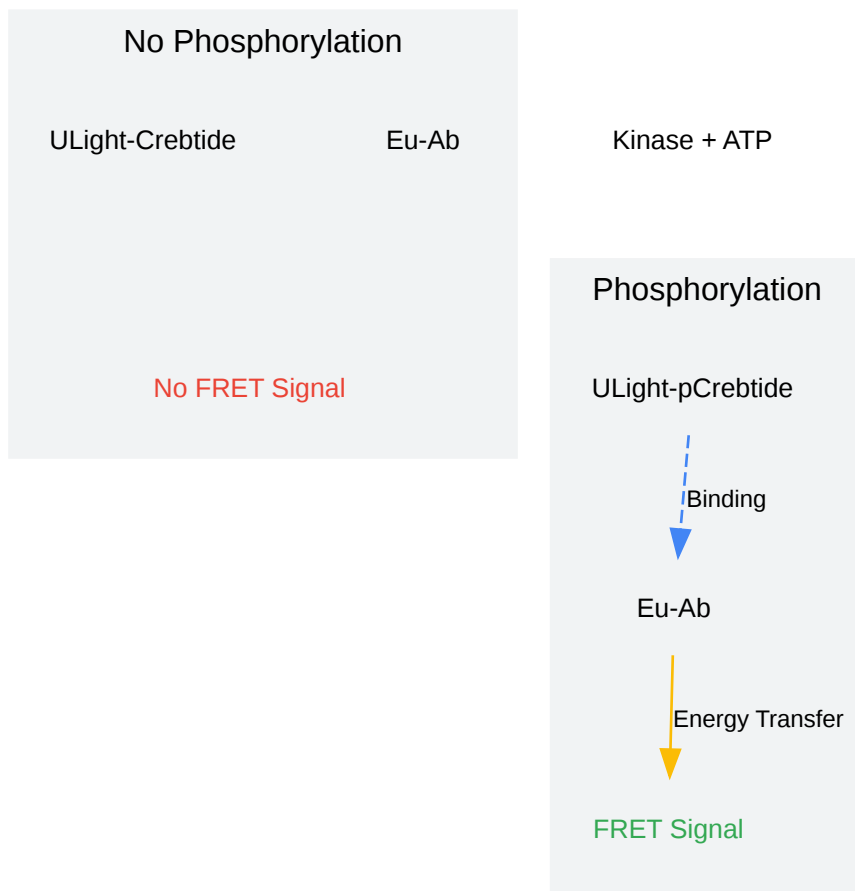 No Phosphorylation
ULight-Crebtide
Eu-Ab
Kinase + ATP
No FRET Signal
Phosphorylation
ULight-pCrebtide
Binding
Eu-Ab
Energy Transfer
FRET Signal